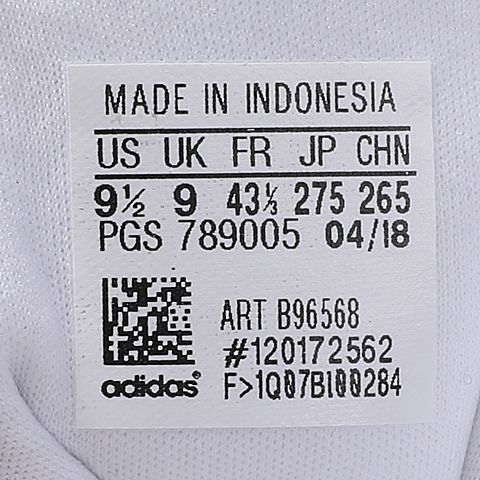 MADE IN INDONESIA
US UK FR JP CHN
9½ 9 43⅓ 275 265
PGS 789005 04/18
ART B96568
#120172562
adidas® F>1Q07B100284